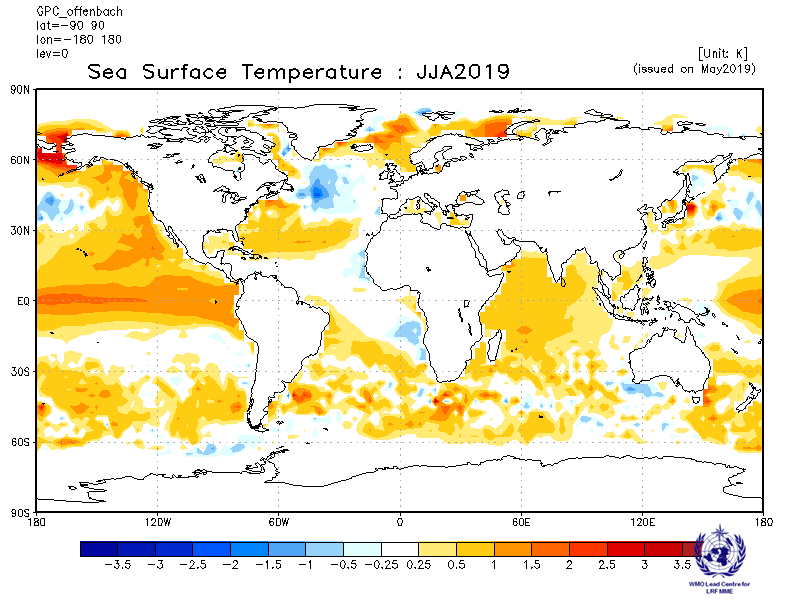 GPC_offenbach
lat=-90 90
lon=-180 180
lev=0
[Unit: K]
Sea Surface Temperature : JJA2019
(issued on May2019)
90N
60N
30N
EQ
30S
60S
90S
180 120W 60W 0 60E 120E 180
-3.5 -3 -2.5 -2 -1.5 -1 -0.5 -0.25 0.25 0.5 1 1.5 2 2.5 3 3.5
WMO Lead Centre for
LRF MME